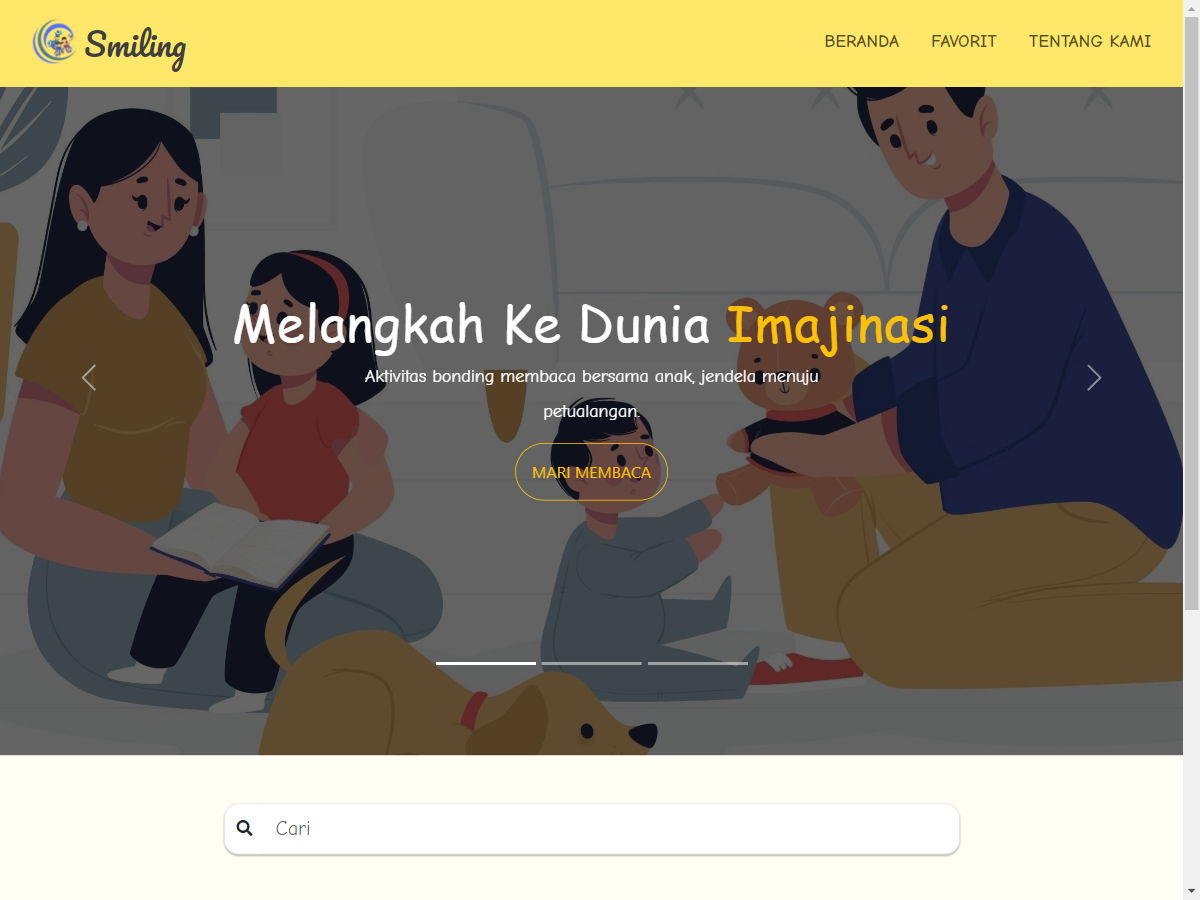 Smiling
BERANDA FAVORIT TENTANG KAMI
Melangkah Ke Dunia Imajinasi
Aktivitas bonding membaca bersama anak, jendela menuju
petualangan.
MARI MEMBACA
Cari